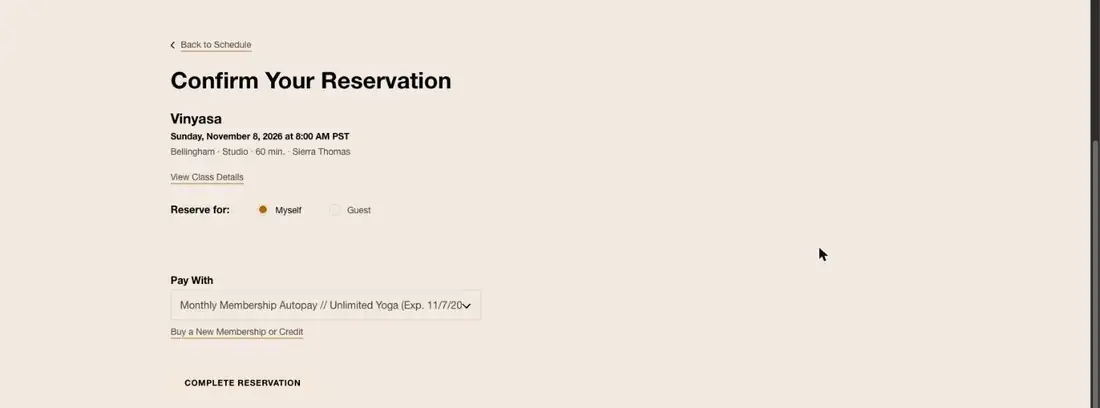 Back to Schedule
Confirm Your Reservation
Vinyasa
Sunday, November 8, 2026 at 8:00 AM PST
Bellingham · Studio · 60 min. · Sierra Thomas
View Class Details
Reserve for: Myself Guest
Pay With
Monthly Membership Autopay // Unlimited Yoga (Exp. 11/7/20
Buy a New Membership or Credit
COMPLETE RESERVATION